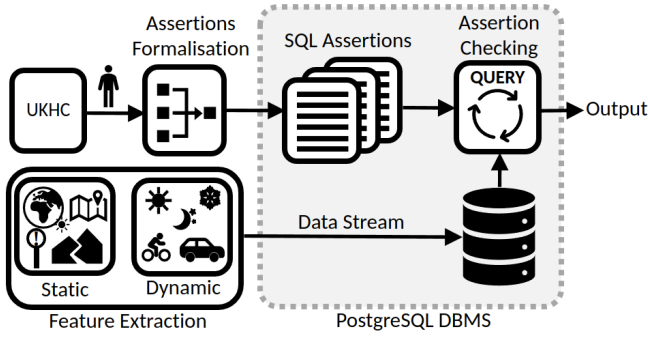 Assertions
Formalisation
SQL Assertions
Assertion
Checking
UKHC
QUERY
Output
Data Stream
Static
Dynamic
Feature Extraction
PostgreSQL DBMS